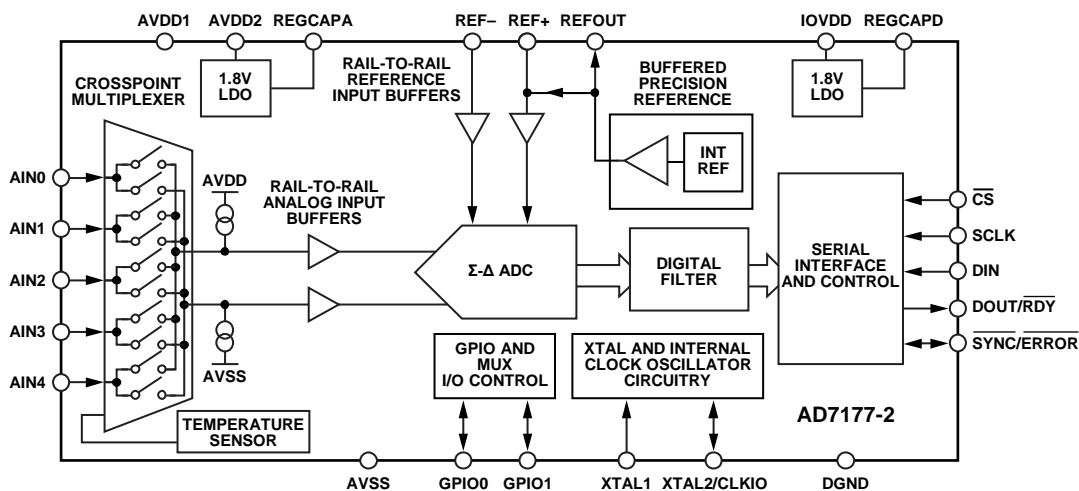 AVDD1
AVDD2
REGCAPA
REF–
REF+
REFOUT
IOVDD
REGCAPD
CROSSPOINT
MULTIPLEXER
1.8V
LDO
RAIL-TO-RAIL
REFERENCE
INPUT BUFFERS
BUFFERED
PRECISION
REFERENCE
INT
REF
1.8V
LDO
AIN0
AIN1
AIN2
AIN3
AIN4
AVDD
AVSS
RAIL-TO-RAIL
ANALOG INPUT
BUFFERS
Σ-Δ ADC
DIGITAL
FILTER
SERIAL
INTERFACE
AND CONTROL
CS
SCLK
DIN
DOUT/RDY
SYNC/ERROR
GPIO AND
MUX
I/O CONTROL
XTAL AND INTERNAL
CLOCK OSCILLATOR
CIRCUITRY
TEMPERATURE
SENSOR
AD7177-2
AVSS
GPIO0
GPIO1
XTAL1
XTAL2/CLKIO
DGND